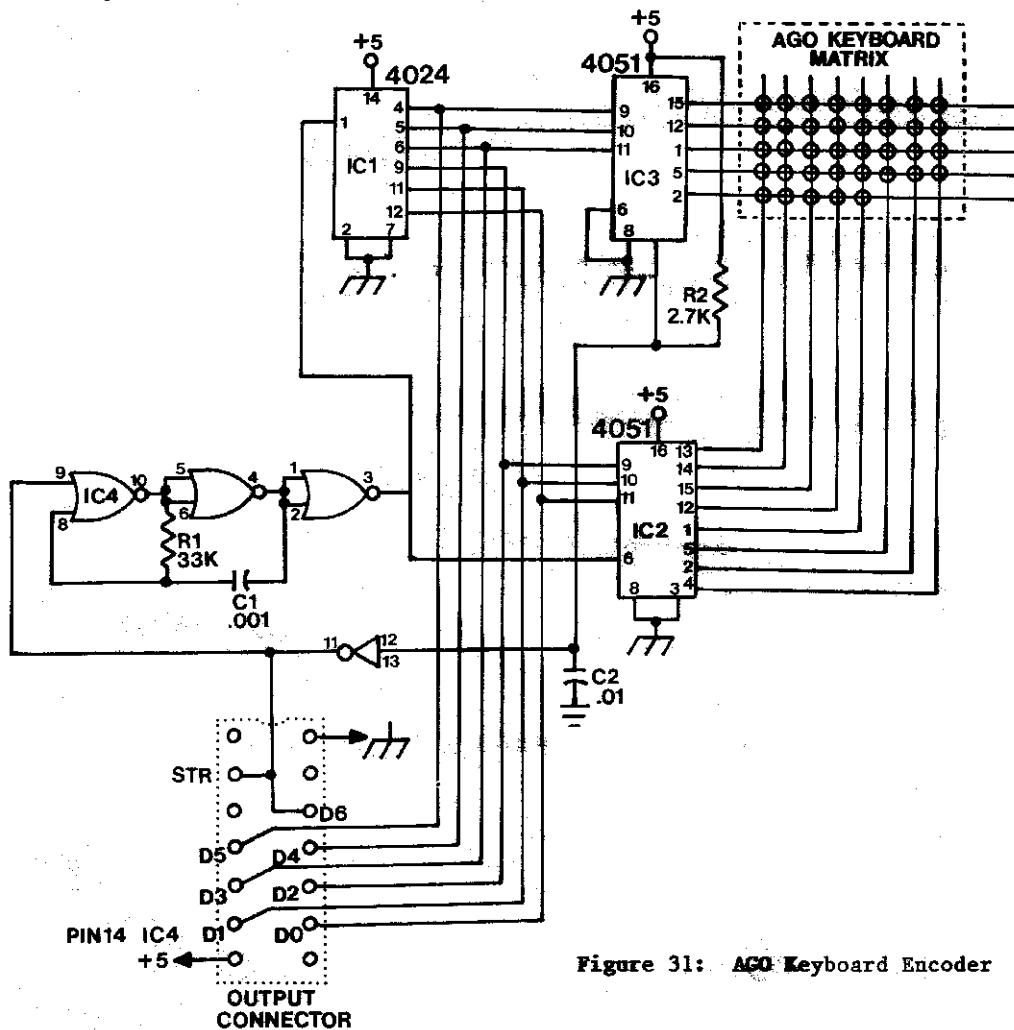 +5
4024
14
1
4
5
6
9
11
12
IC1
2
7
+5
4051
16
9
10
11
IC3
15
12
1
5
2
6
8
AGO KEYBOARD
MATRIX
R2
2.7K
+5
4051
16
9
10
11
IC2
6
13
14
15
12
1
5
2
4
8
3
9
8
IC4
10
5
6
4
1
2
3
R1
33K
C1
.001
11
12
13
C2
.01
STR
D6
D5
D4
D3
D2
D1
D0
PIN14 IC4
+5
OUTPUT
CONNECTOR
Figure 31: AGO Keyboard Encoder